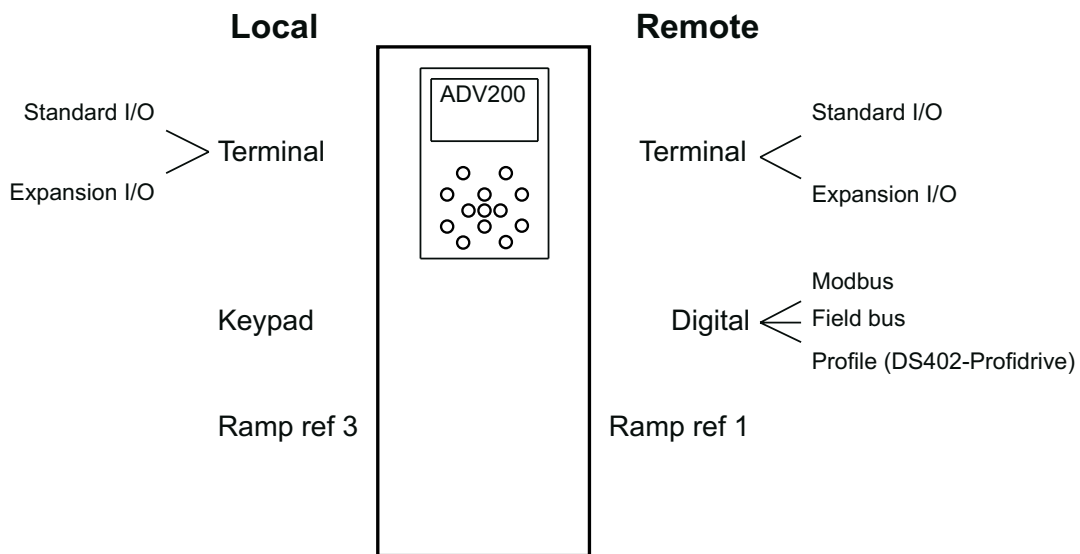 Local
Remote
ADV200
Standard I/O
Terminal
Expansion I/O
Terminal
Standard I/O
Expansion I/O
Keypad
Digital
Modbus
Field bus
Profile (DS402-Profidrive)
Ramp ref 3
Ramp ref 1